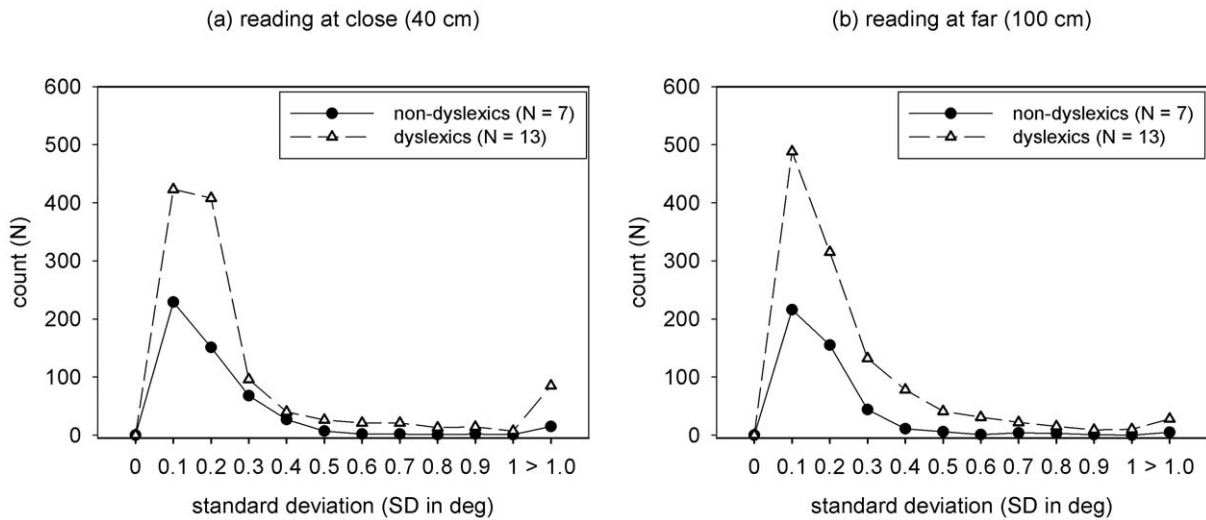 (a) reading at close (40 cm)
600
500
400
300
200
100
0
count (N)
non-dyslexics (N = 7)
dyslexics (N = 13)
0 0.1 0.2 0.3 0.4 0.5 0.6 0.7 0.8 0.9 1 > 1.0
standard deviation (SD in deg)
(b) reading at far (100 cm)
600
500
400
300
200
100
0
count (N)
non-dyslexics (N = 7)
dyslexics (N = 13)
0 0.1 0.2 0.3 0.4 0.5 0.6 0.7 0.8 0.9 1 > 1.0
standard deviation (SD in deg)